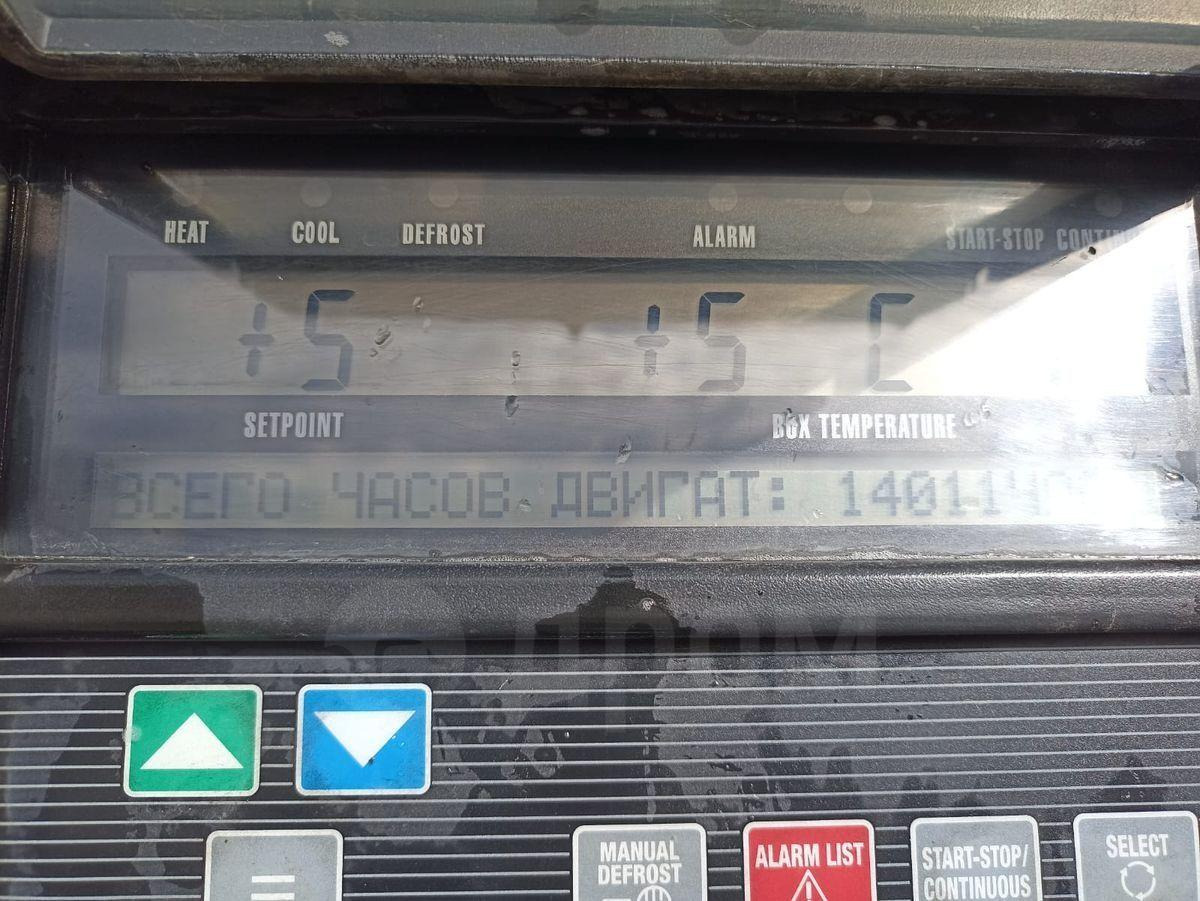 HEAT COOL DEFROST ALARM START-STOP
+5 +5 C
SETPOINT BOX TEMPERATURE
ВСЕГО ЧАСОВ ДВИГАТ: 14011
дром
MANUAL DEFROST
ALARM LIST
START-STOP/
CONTINUOUS
SELECT